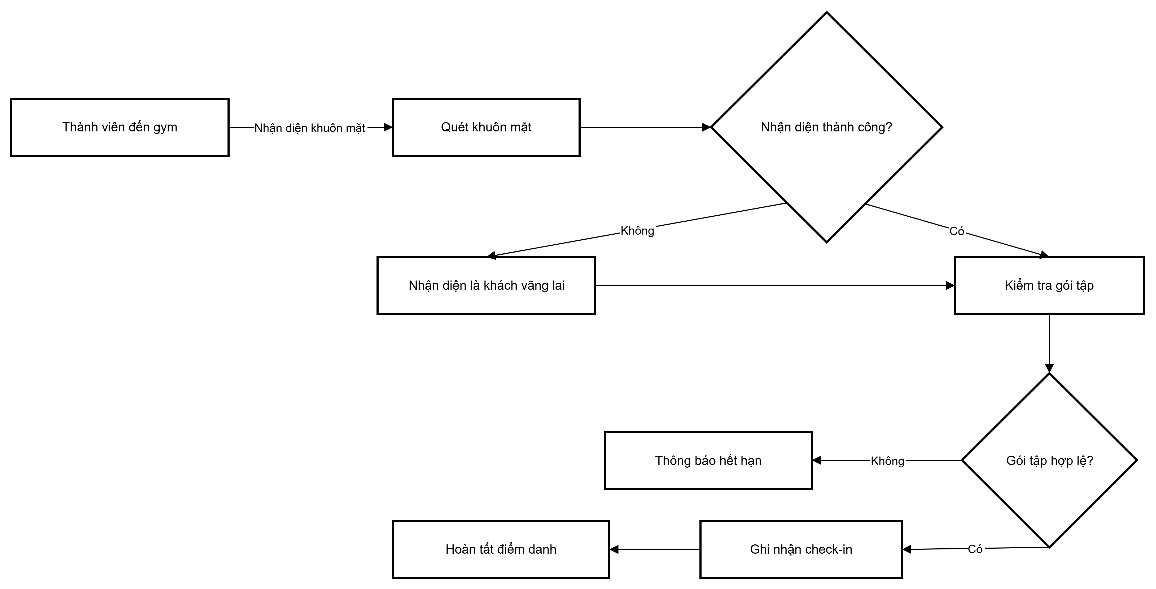 Thành viên đến gym
Nhận diện khuôn mặt
Quét khuôn mặt
Nhận diện thành công?
Không
Có
Nhận diện là khách vãng lai
Kiểm tra gói tập
Thông báo hết hạn
Không
Gói tập hợp lệ?
Hoàn tất điểm danh
Ghi nhận check-in
Có